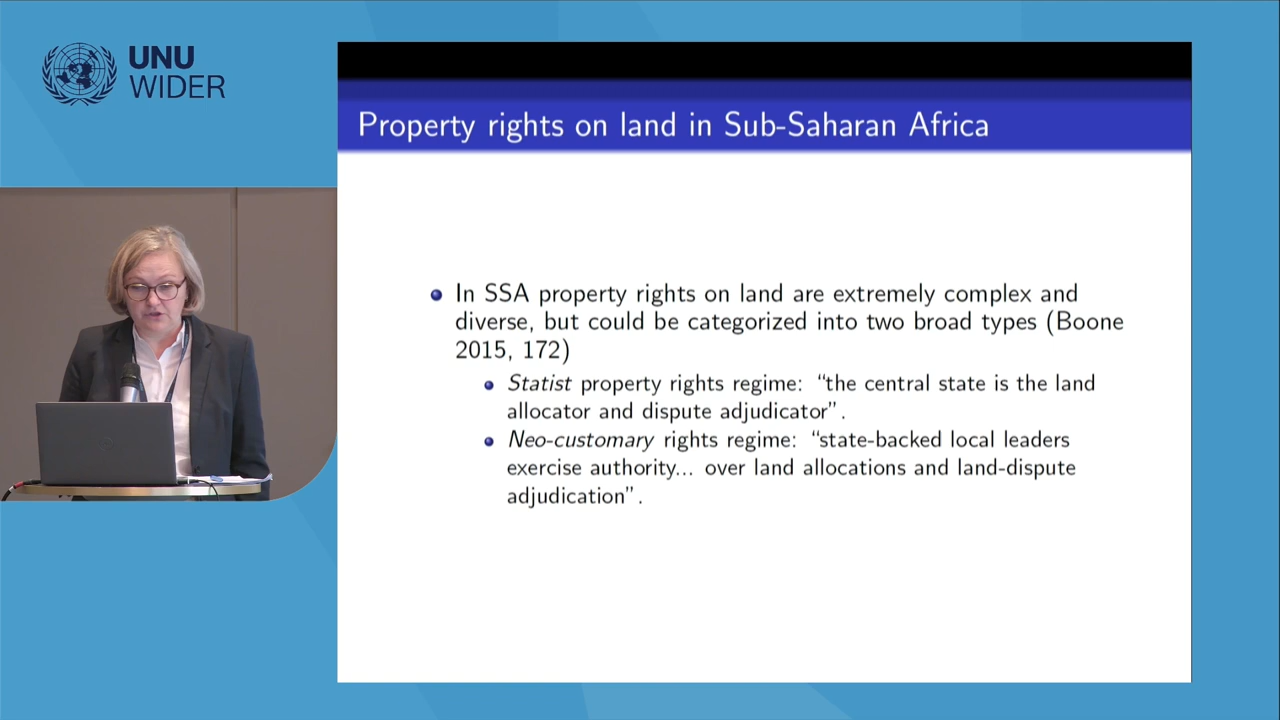 UNU
WIDER
Property rights on land in Sub-Saharan Africa
In SSA property rights on land are extremely complex and
diverse, but could be categorized into two broad types (Boone
2015, 172)
Statist property rights regime: “the central state is the land
allocator and dispute adjudicator”.
Neo-customary rights regime: “state-backed local leaders
exercise authority... over land allocations and land-dispute
adjudication”.